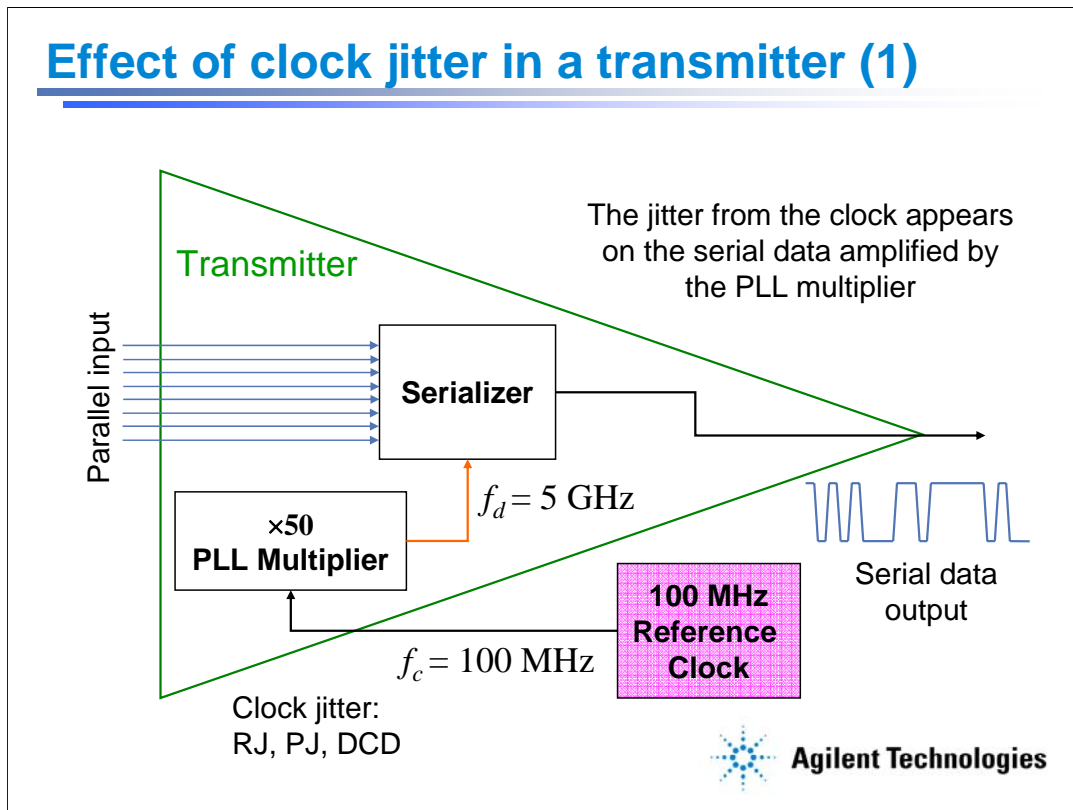 Effect of clock jitter in a transmitter (1)
The jitter from the clock appears
on the serial data amplified by
the PLL multiplier
Transmitter
Parallel input
Serializer
f_d = 5 GHz
×50
PLL Multiplier
Serial data
output
100 MHz
Reference
Clock
f_c = 100 MHz
Clock jitter:
RJ, PJ, DCD
Agilent Technologies